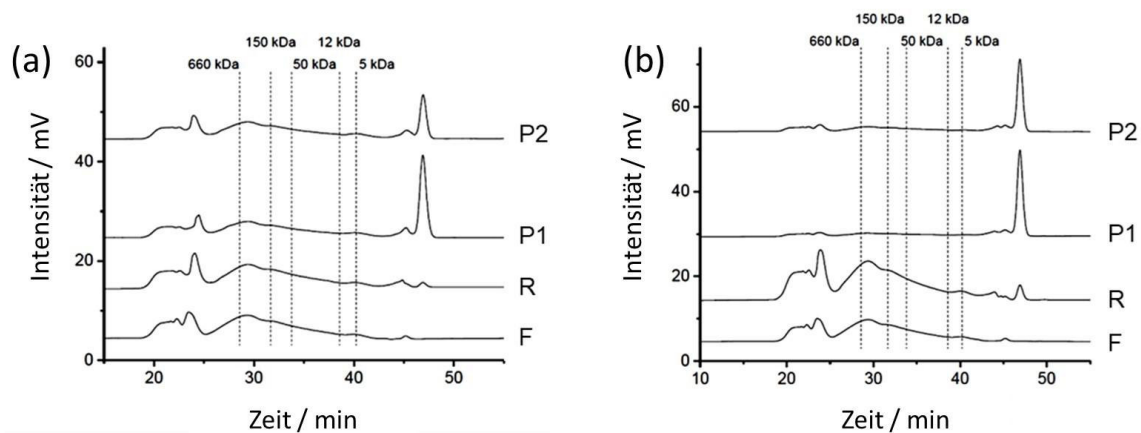 (a)
150 kDa 12 kDa
660 kDa 50 kDa 5 kDa
60
40
20
0
Intensität / mV
P2
P1
R
F
20 30 40 50
Zeit / min
(b)
150 kDa 12 kDa
660 kDa 50 kDa 5 kDa
60
40
20
0
Intensität / mV
P2
P1
R
F
10 20 30 40 50
Zeit / min